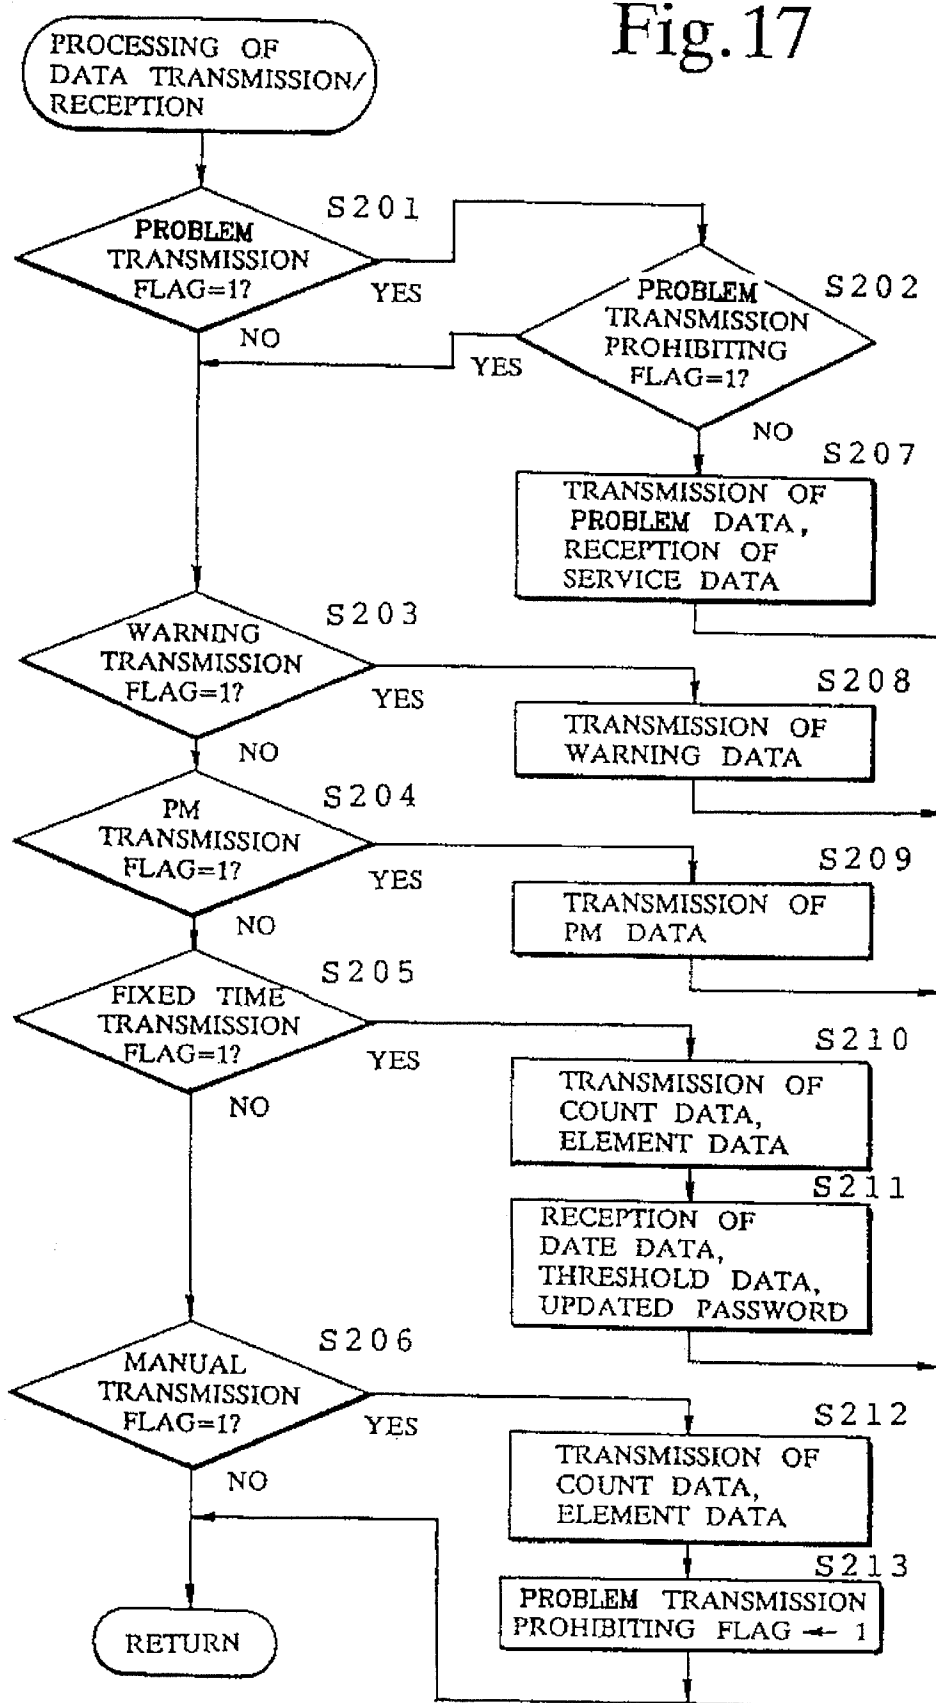 Fig.17
PROCESSING OF
DATA TRANSMISSION/
RECEPTION
S201
PROBLEM
TRANSMISSION
FLAG=1?
YES
NO
S202
PROBLEM
TRANSMISSION
PROHIBITING
FLAG=1?
YES
NO
S207
TRANSMISSION OF
PROBLEM DATA,
RECEPTION OF
SERVICE DATA
S203
WARNING
TRANSMISSION
FLAG=1?
YES
NO
S208
TRANSMISSION OF
WARNING DATA
S204
PM
TRANSMISSION
FLAG=1?
YES
NO
S209
TRANSMISSION OF
PM DATA
S205
FIXED TIME
TRANSMISSION
FLAG=1?
YES
NO
S210
TRANSMISSION OF
COUNT DATA,
ELEMENT DATA
S211
RECEPTION OF
DATE DATA,
THRESHOLD DATA,
UPDATED PASSWORD
S206
MANUAL
TRANSMISSION
FLAG=1?
YES
NO
S212
TRANSMISSION OF
COUNT DATA,
ELEMENT DATA
S213
PROBLEM TRANSMISSION
PROHIBITING FLAG ← 1
RETURN